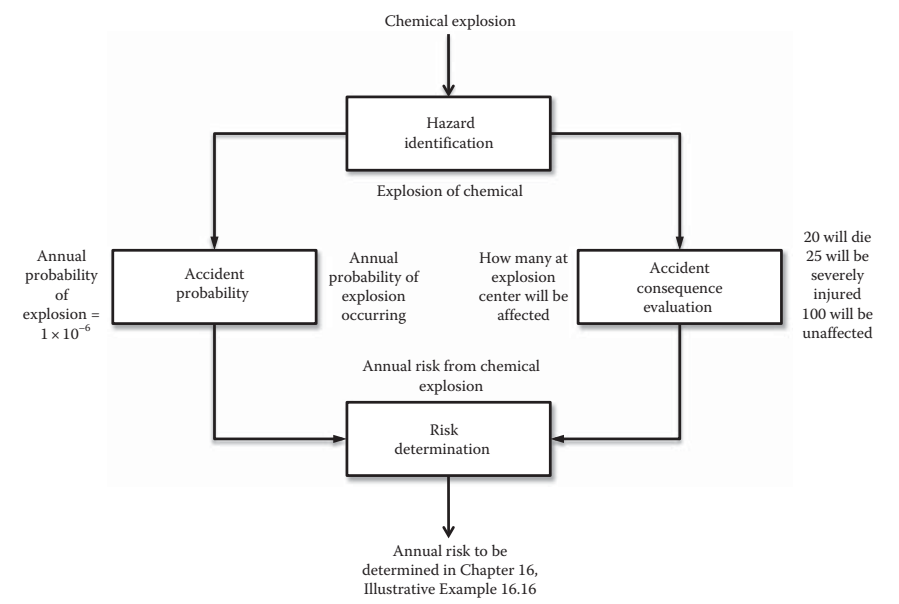 Chemical explosion
Hazard
identification
Explosion of chemical
Annual
probability
of
explosion =
1 × 10⁻⁶
Accident
probability
Annual
probability of
explosion
occurring
How many at
explosion
center will be
affected
Accident
consequence
evaluation
20 will die
25 will be
severely
injured
100 will be
unaffected
Annual risk from chemical
explosion
Risk
determination
Annual risk to be
determined in Chapter 16,
Illustrative Example 16.16